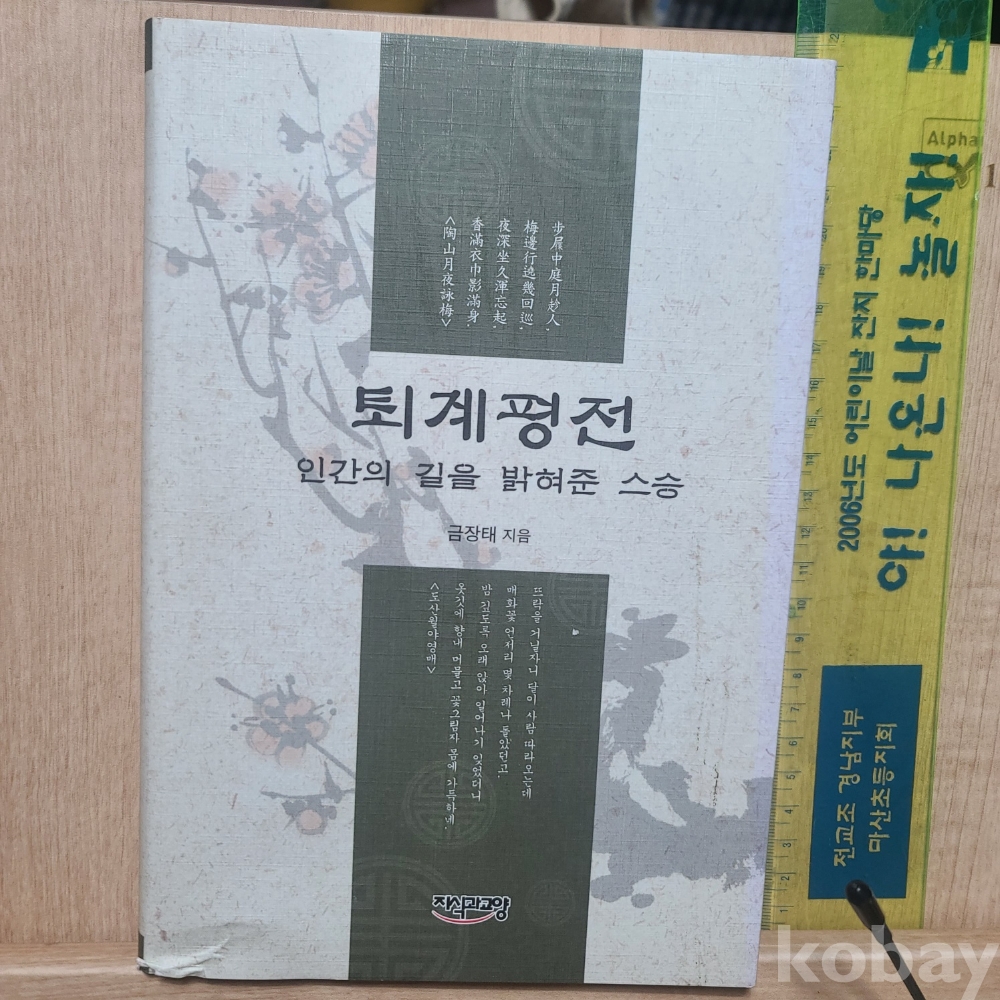 步屧中庭月趁人,
梅邊行遶幾回巡,
夜深坐久渾忘起,
香滿衣巾影滿身.
<陶山月夜詠梅>
퇴계평전
인간의 길을 밝혀준 스승
금장태 지음
뜨락을 거닐자니 달이 사람 따라오는데
매화꽃 언저리 몇 차례나 돌았던고.
밤 깊도록 오래 앉아 일어나기 잊었더니
옷깃에 향내 머물고 꽃그림자 몸에 가득하네.
<도산월야영매>
지식과교양
Alpha
아! 나온나! 놀자!
2006년도 어린이날 잔치 한마당
전교조 경남지부
마산초등지회
kobay